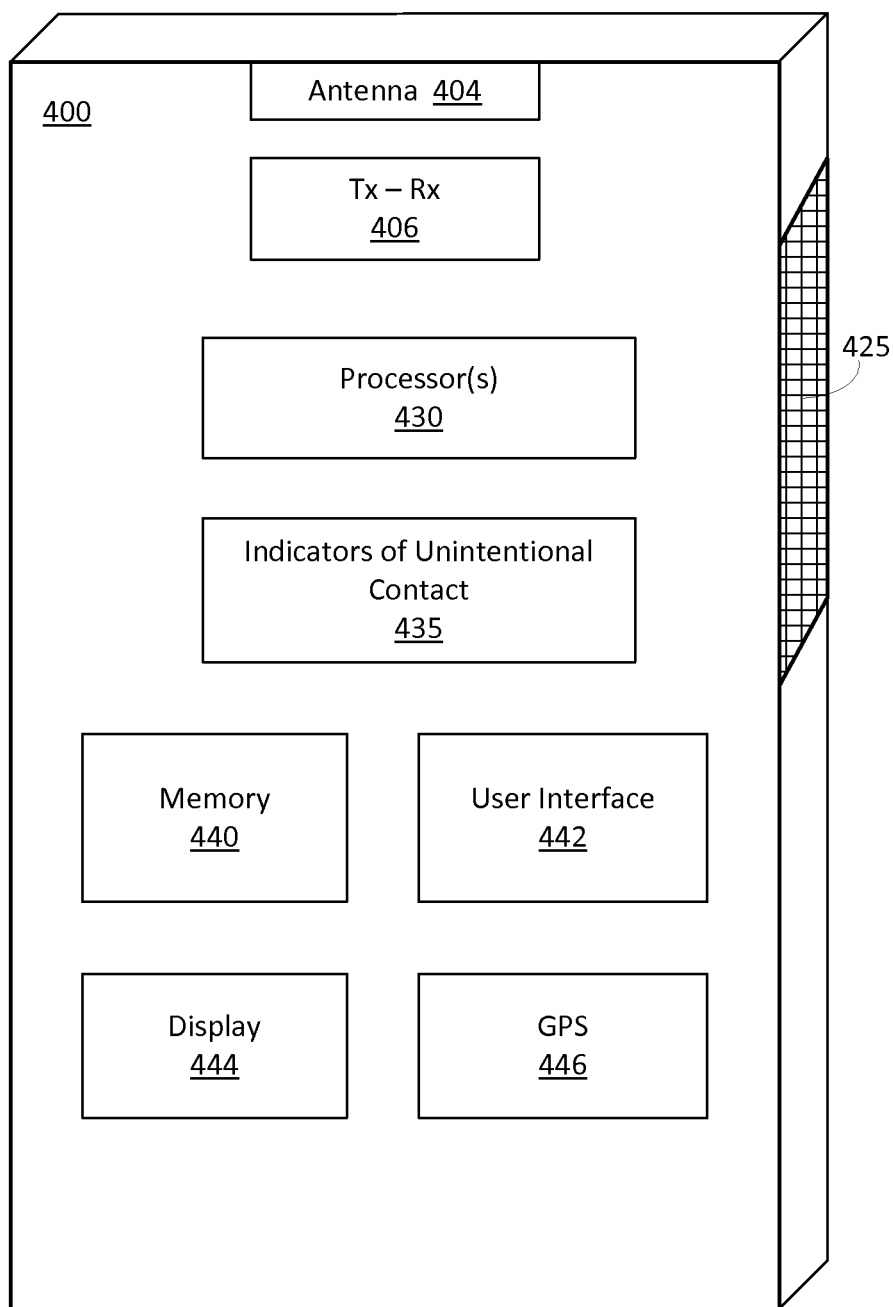 Antenna 404
400
Tx – Rx
406
Processor(s)
430
425
Indicators of Unintentional
Contact
435
Memory
440
User Interface
442
Display
444
GPS
446